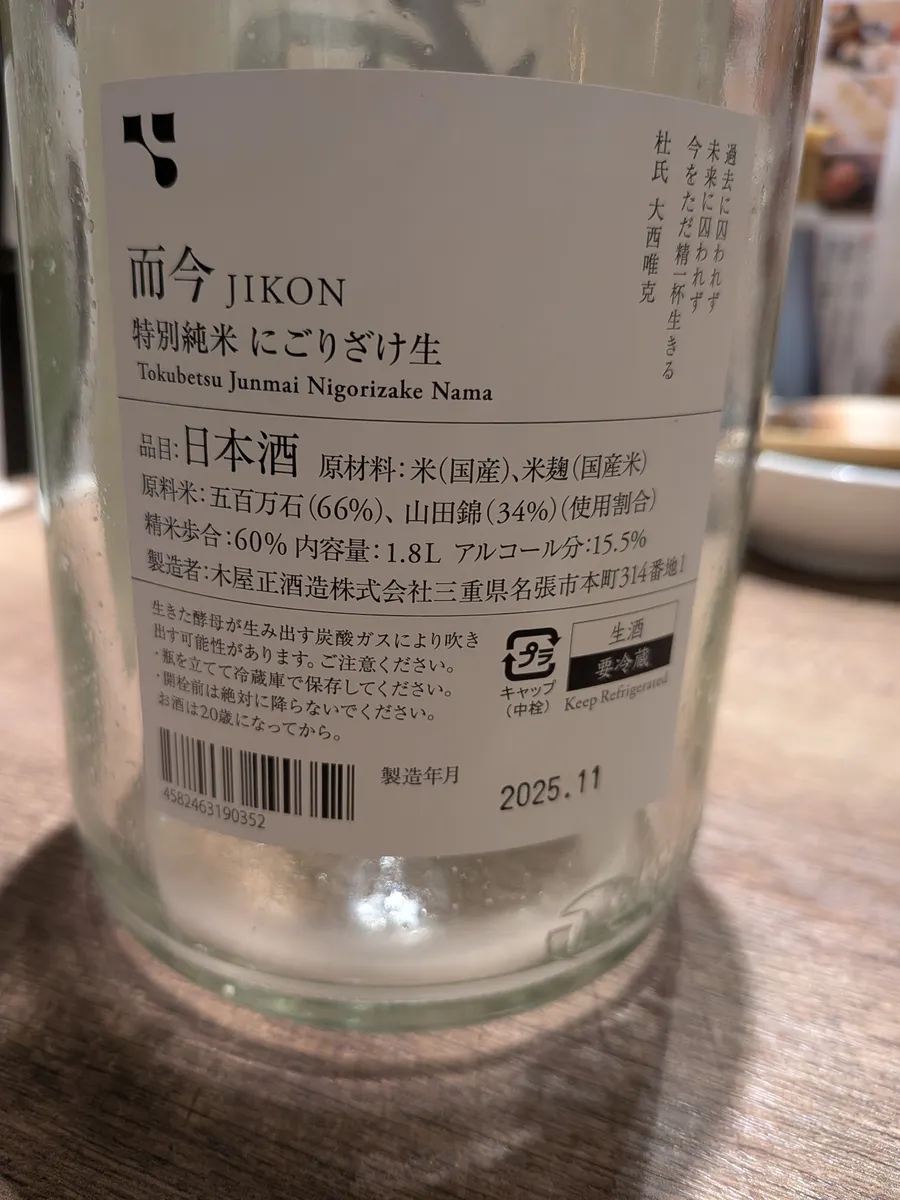 過去に囚われず
未来に囚われず
今をただ精一杯生きる
杜氏 大西唯克
而今 JIKON
特別純米 にごりざけ生
Tokubetsu Junmai Nigorizake Nama
品目:日本酒 原材料:米(国産)、米麹(国産米)
原料米:五百万石(66%)、山田錦(34%)(使用割合)
精米歩合:60% 内容量:1.8L アルコール分:15.5%
製造者:木屋正酒造株式会社三重県名張市本町314番地1
生きた酵母が生み出す炭酸ガスにより吹き
出す可能性があります。ご注意ください。
・瓶を立てて冷蔵庫で保存してください。
・開栓前は絶対に降らないでください。
お酒は20歳になってから。
プラ
キャップ
(中栓)
生酒
要冷蔵
Keep Refrigerated
4582463190352
製造年月
2025.11